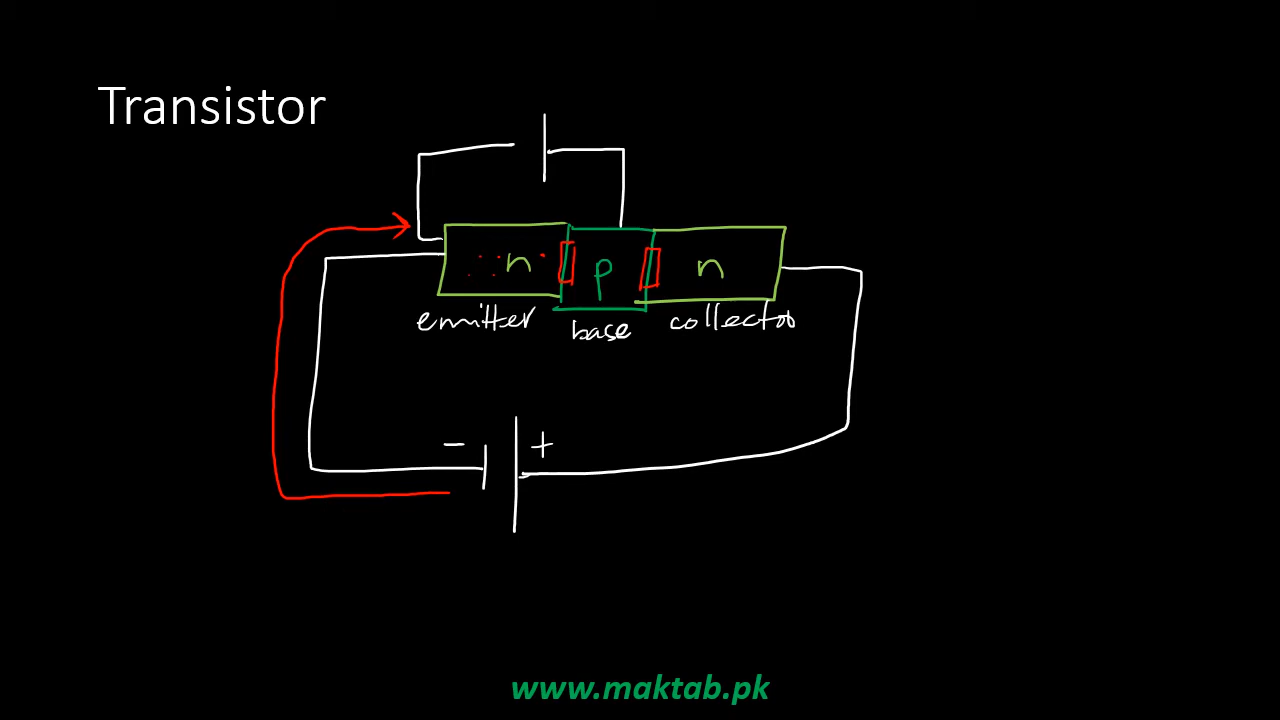 Transistor
n p n
emitter base collector
- +
www.maktab.pk